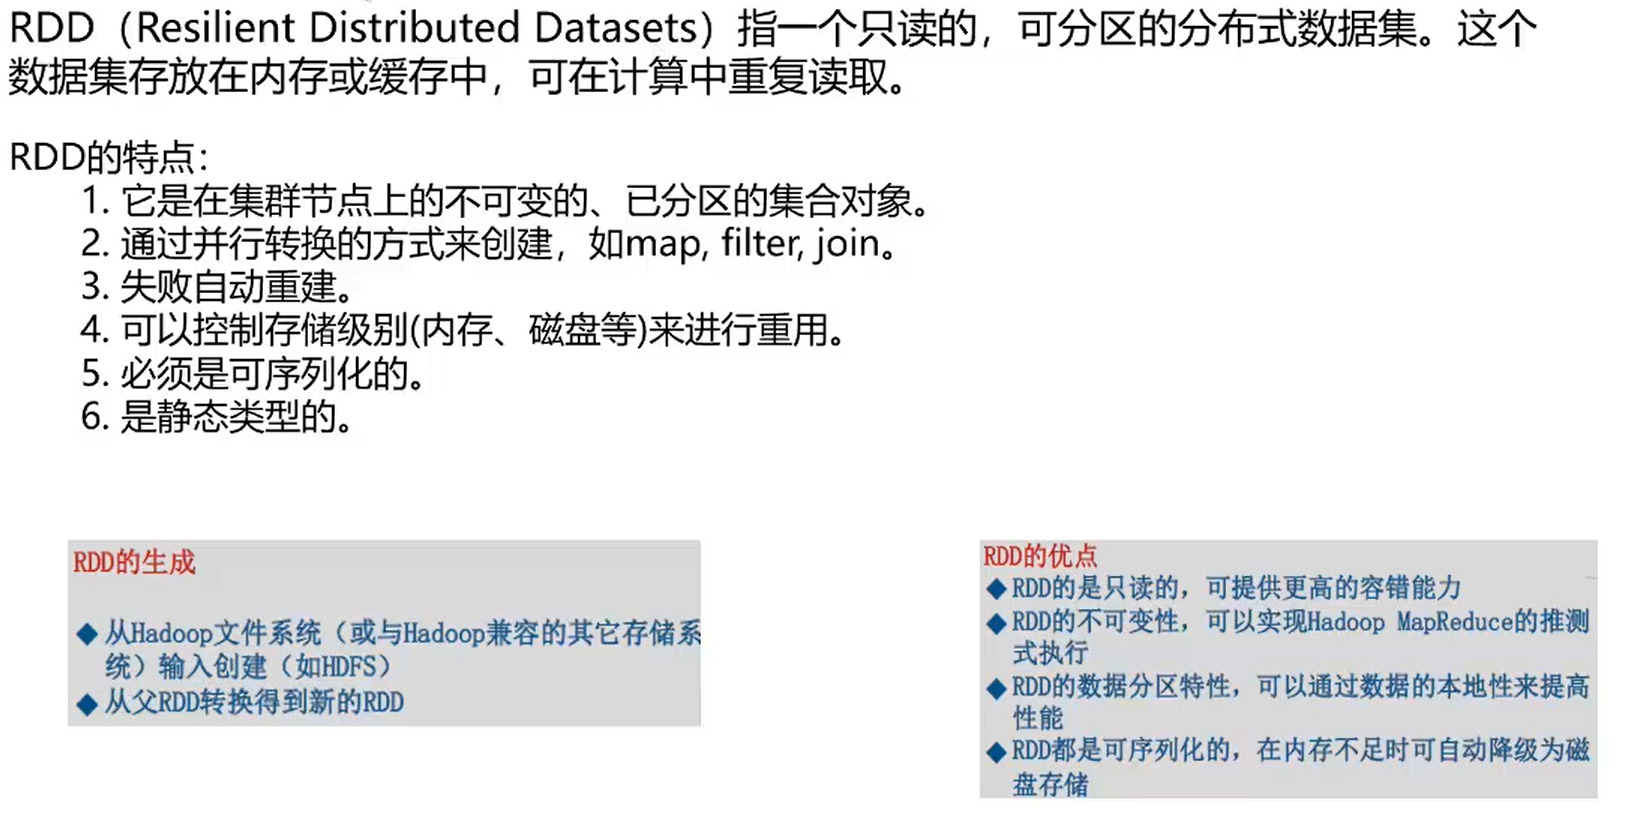 RDD（Resilient Distributed Datasets）指一个只读的，可分区的分布式数据集。这个
数据集存放在内存或缓存中，可在计算中重复读取。
RDD的特点：
1. 它是在集群节点上的不可变的、已分区的集合对象。
2. 通过并行转换的方式来创建，如map, filter, join。
3. 失败自动重建。
4. 可以控制存储级别(内存、磁盘等)来进行重用。
5. 必须是可序列化的。
6. 是静态类型的。
RDD的生成
◆ 从Hadoop文件系统（或与Hadoop兼容的其它存储系
统）输入创建（如HDFS）
◆ 从父RDD转换得到新的RDD
RDD的优点
◆ RDD的是只读的，可提供更高的容错能力
◆ RDD的不可变性，可以实现Hadoop MapReduce的推测
式执行
◆ RDD的数据分区特性，可以通过数据的本地性来提高
性能
◆ RDD都是可序列化的，在内存不足时可自动降级为磁
盘存储